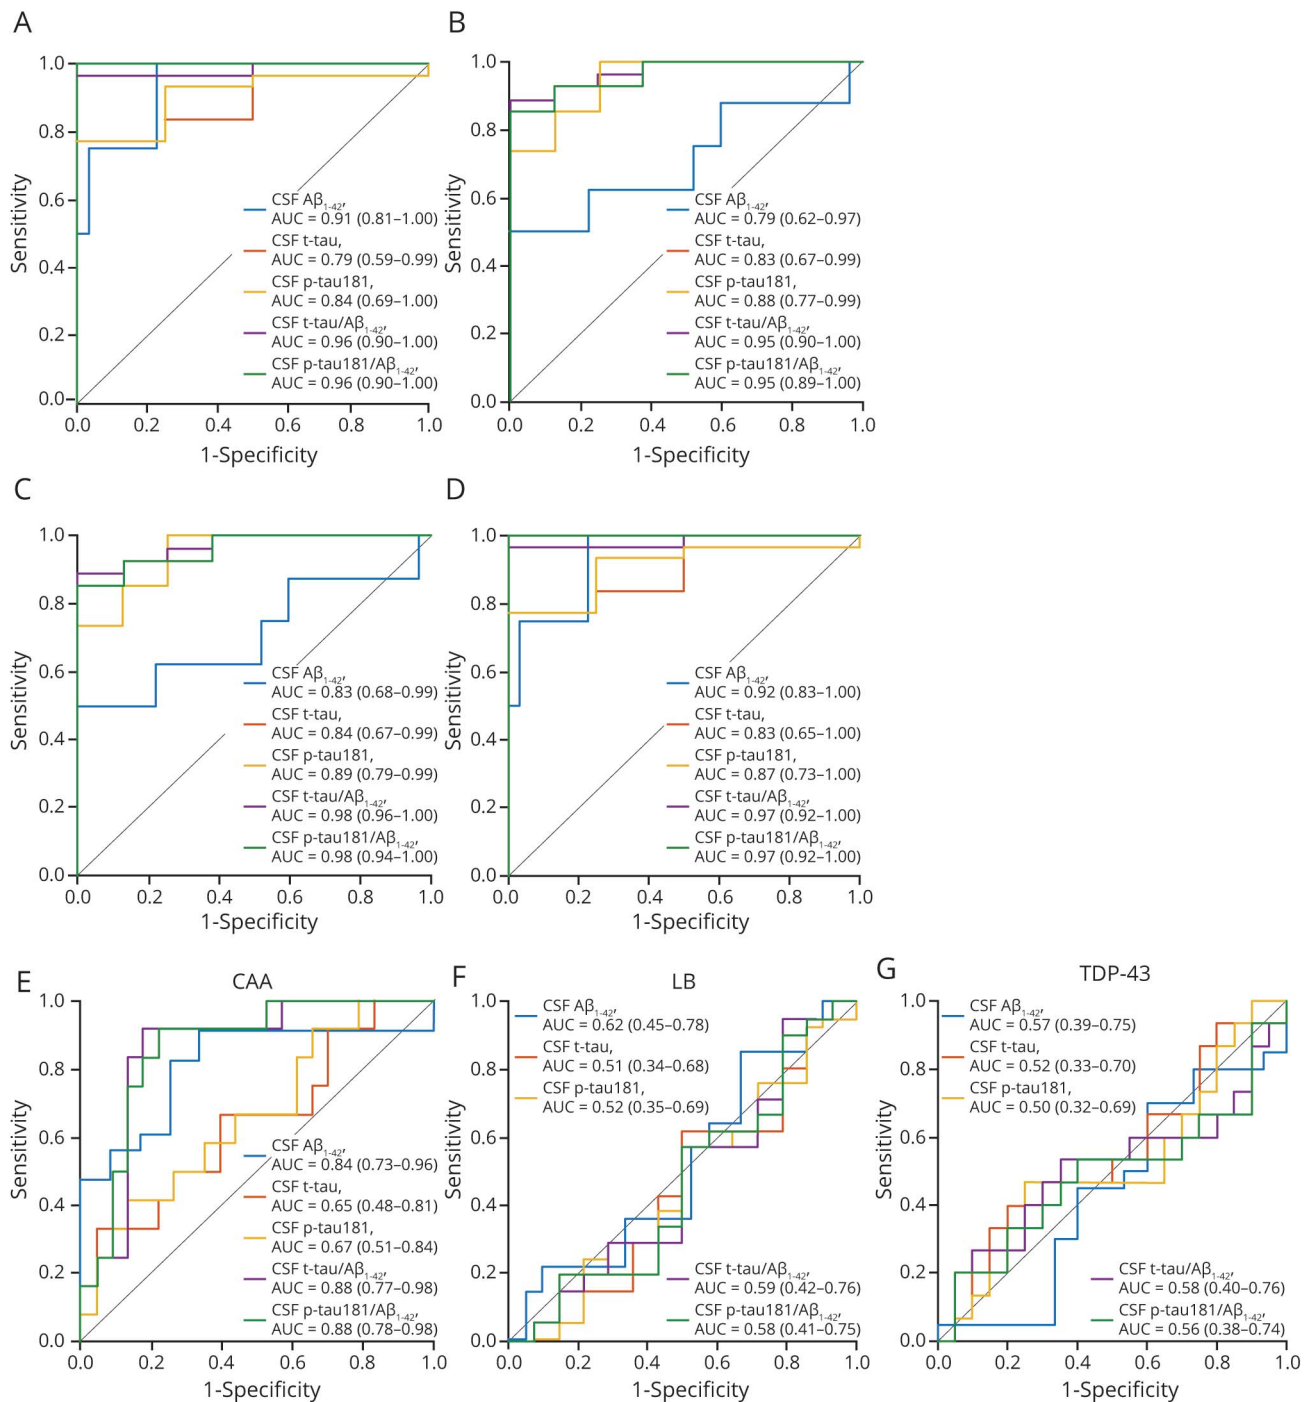 A
1.0
0.8
0.6
0.4
0.2
0.0
Sensitivity
CSF Aβ1-42,
AUC = 0.91 (0.81–1.00)
CSF t-tau,
AUC = 0.79 (0.59–0.99)
CSF p-tau181,
AUC = 0.84 (0.69–1.00)
CSF t-tau/Aβ1-42,
AUC = 0.96 (0.90–1.00)
CSF p-tau181/Aβ1-42,
AUC = 0.96 (0.90–1.00)
0.0 0.2 0.4 0.6 0.8 1.0
1-Specificity
B
1.0
0.8
0.6
0.4
0.2
0.0
Sensitivity
CSF Aβ1-42,
AUC = 0.79 (0.62–0.97)
CSF t-tau,
AUC = 0.83 (0.67–0.99)
CSF p-tau181,
AUC = 0.88 (0.77–0.99)
CSF t-tau/Aβ1-42,
AUC = 0.95 (0.90–1.00)
CSF p-tau181/Aβ1-42,
AUC = 0.95 (0.89–1.00)
0.0 0.2 0.4 0.6 0.8 1.0
1-Specificity
C
1.0
0.8
0.6
0.4
0.2
0.0
Sensitivity
CSF Aβ1-42,
AUC = 0.83 (0.68–0.99)
CSF t-tau,
AUC = 0.84 (0.67–0.99)
CSF p-tau181,
AUC = 0.89 (0.79–0.99)
CSF t-tau/Aβ1-42,
AUC = 0.98 (0.96–1.00)
CSF p-tau181/Aβ1-42,
AUC = 0.98 (0.94–1.00)
0.0 0.2 0.4 0.6 0.8 1.0
1-Specificity
D
1.0
0.8
0.6
0.4
0.2
0.0
Sensitivity
CSF Aβ1-42,
AUC = 0.92 (0.83–1.00)
CSF t-tau,
AUC = 0.83 (0.65–1.00)
CSF p-tau181,
AUC = 0.87 (0.73–1.00)
CSF t-tau/Aβ1-42,
AUC = 0.97 (0.92–1.00)
CSF p-tau181/Aβ1-42,
AUC = 0.97 (0.92–1.00)
0.0 0.2 0.4 0.6 0.8 1.0
1-Specificity
E
CAA
1.0
0.8
0.6
0.4
0.2
0.0
Sensitivity
CSF Aβ1-42,
AUC = 0.84 (0.73–0.96)
CSF t-tau,
AUC = 0.65 (0.48–0.81)
CSF p-tau181,
AUC = 0.67 (0.51–0.84)
CSF t-tau/Aβ1-42,
AUC = 0.88 (0.77–0.98)
CSF p-tau181/Aβ1-42,
AUC = 0.88 (0.78–0.98)
0.0 0.2 0.4 0.6 0.8 1.0
1-Specificity
F
LB
1.0
0.8
0.6
0.4
0.2
0.0
Sensitivity
CSF Aβ1-42,
AUC = 0.62 (0.45–0.78)
CSF t-tau,
AUC = 0.51 (0.34–0.68)
CSF p-tau181,
AUC = 0.52 (0.35–0.69)
CSF t-tau/Aβ1-42,
AUC = 0.59 (0.42–0.76)
CSF p-tau181/Aβ1-42,
AUC = 0.58 (0.41–0.75)
0.0 0.2 0.4 0.6 0.8 1.0
1-Specificity
G
TDP-43
1.0
0.8
0.6
0.4
0.2
0.0
Sensitivity
CSF Aβ1-42,
AUC = 0.57 (0.39–0.75)
CSF t-tau,
AUC = 0.52 (0.33–0.70)
CSF p-tau181,
AUC = 0.50 (0.32–0.69)
CSF t-tau/Aβ1-42,
AUC = 0.58 (0.40–0.76)
CSF p-tau181/Aβ1-42,
AUC = 0.56 (0.38–0.74)
0.0 0.2 0.4 0.6 0.8 1.0
1-Specificity